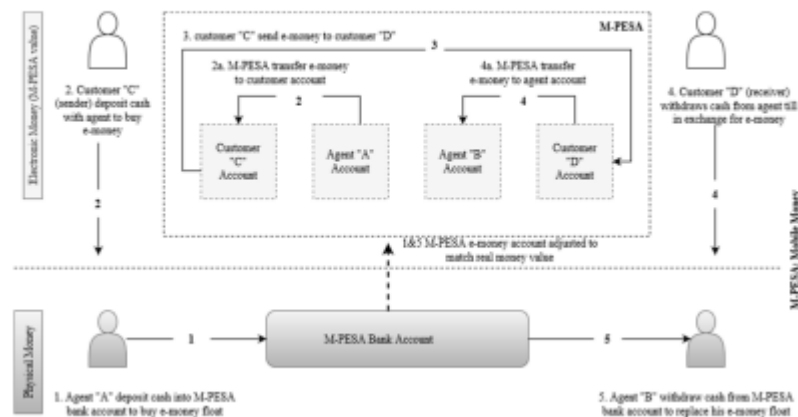 M-PESA
3. customer "C" send e-money to customer "D"
3
2a. M-PESA transfer e-money
to customer account
4a. M-PESA transfer
e-money to agent account
2
4
Customer
"C"
Account
Agent "A"
Account
Agent "B"
Account
Customer
"D"
Account
2. Customer "C"
(sender) deposit cash
with agent to buy
e-money
4. Customer "D" (receiver)
withdraws cash from agent till
in exchange for e-money
2
4
Electronic Money (M-PESA value)
1&5 M-PESA e-money account adjusted to
match real money value
M-PESA: Mobile Money
Physical Money
1
M-PESA Bank Account
5
1. Agent "A" deposit cash into M-PESA
bank account to buy e-money float
5. Agent "B" withdraw cash from M-PESA
bank account to replace his e-money float